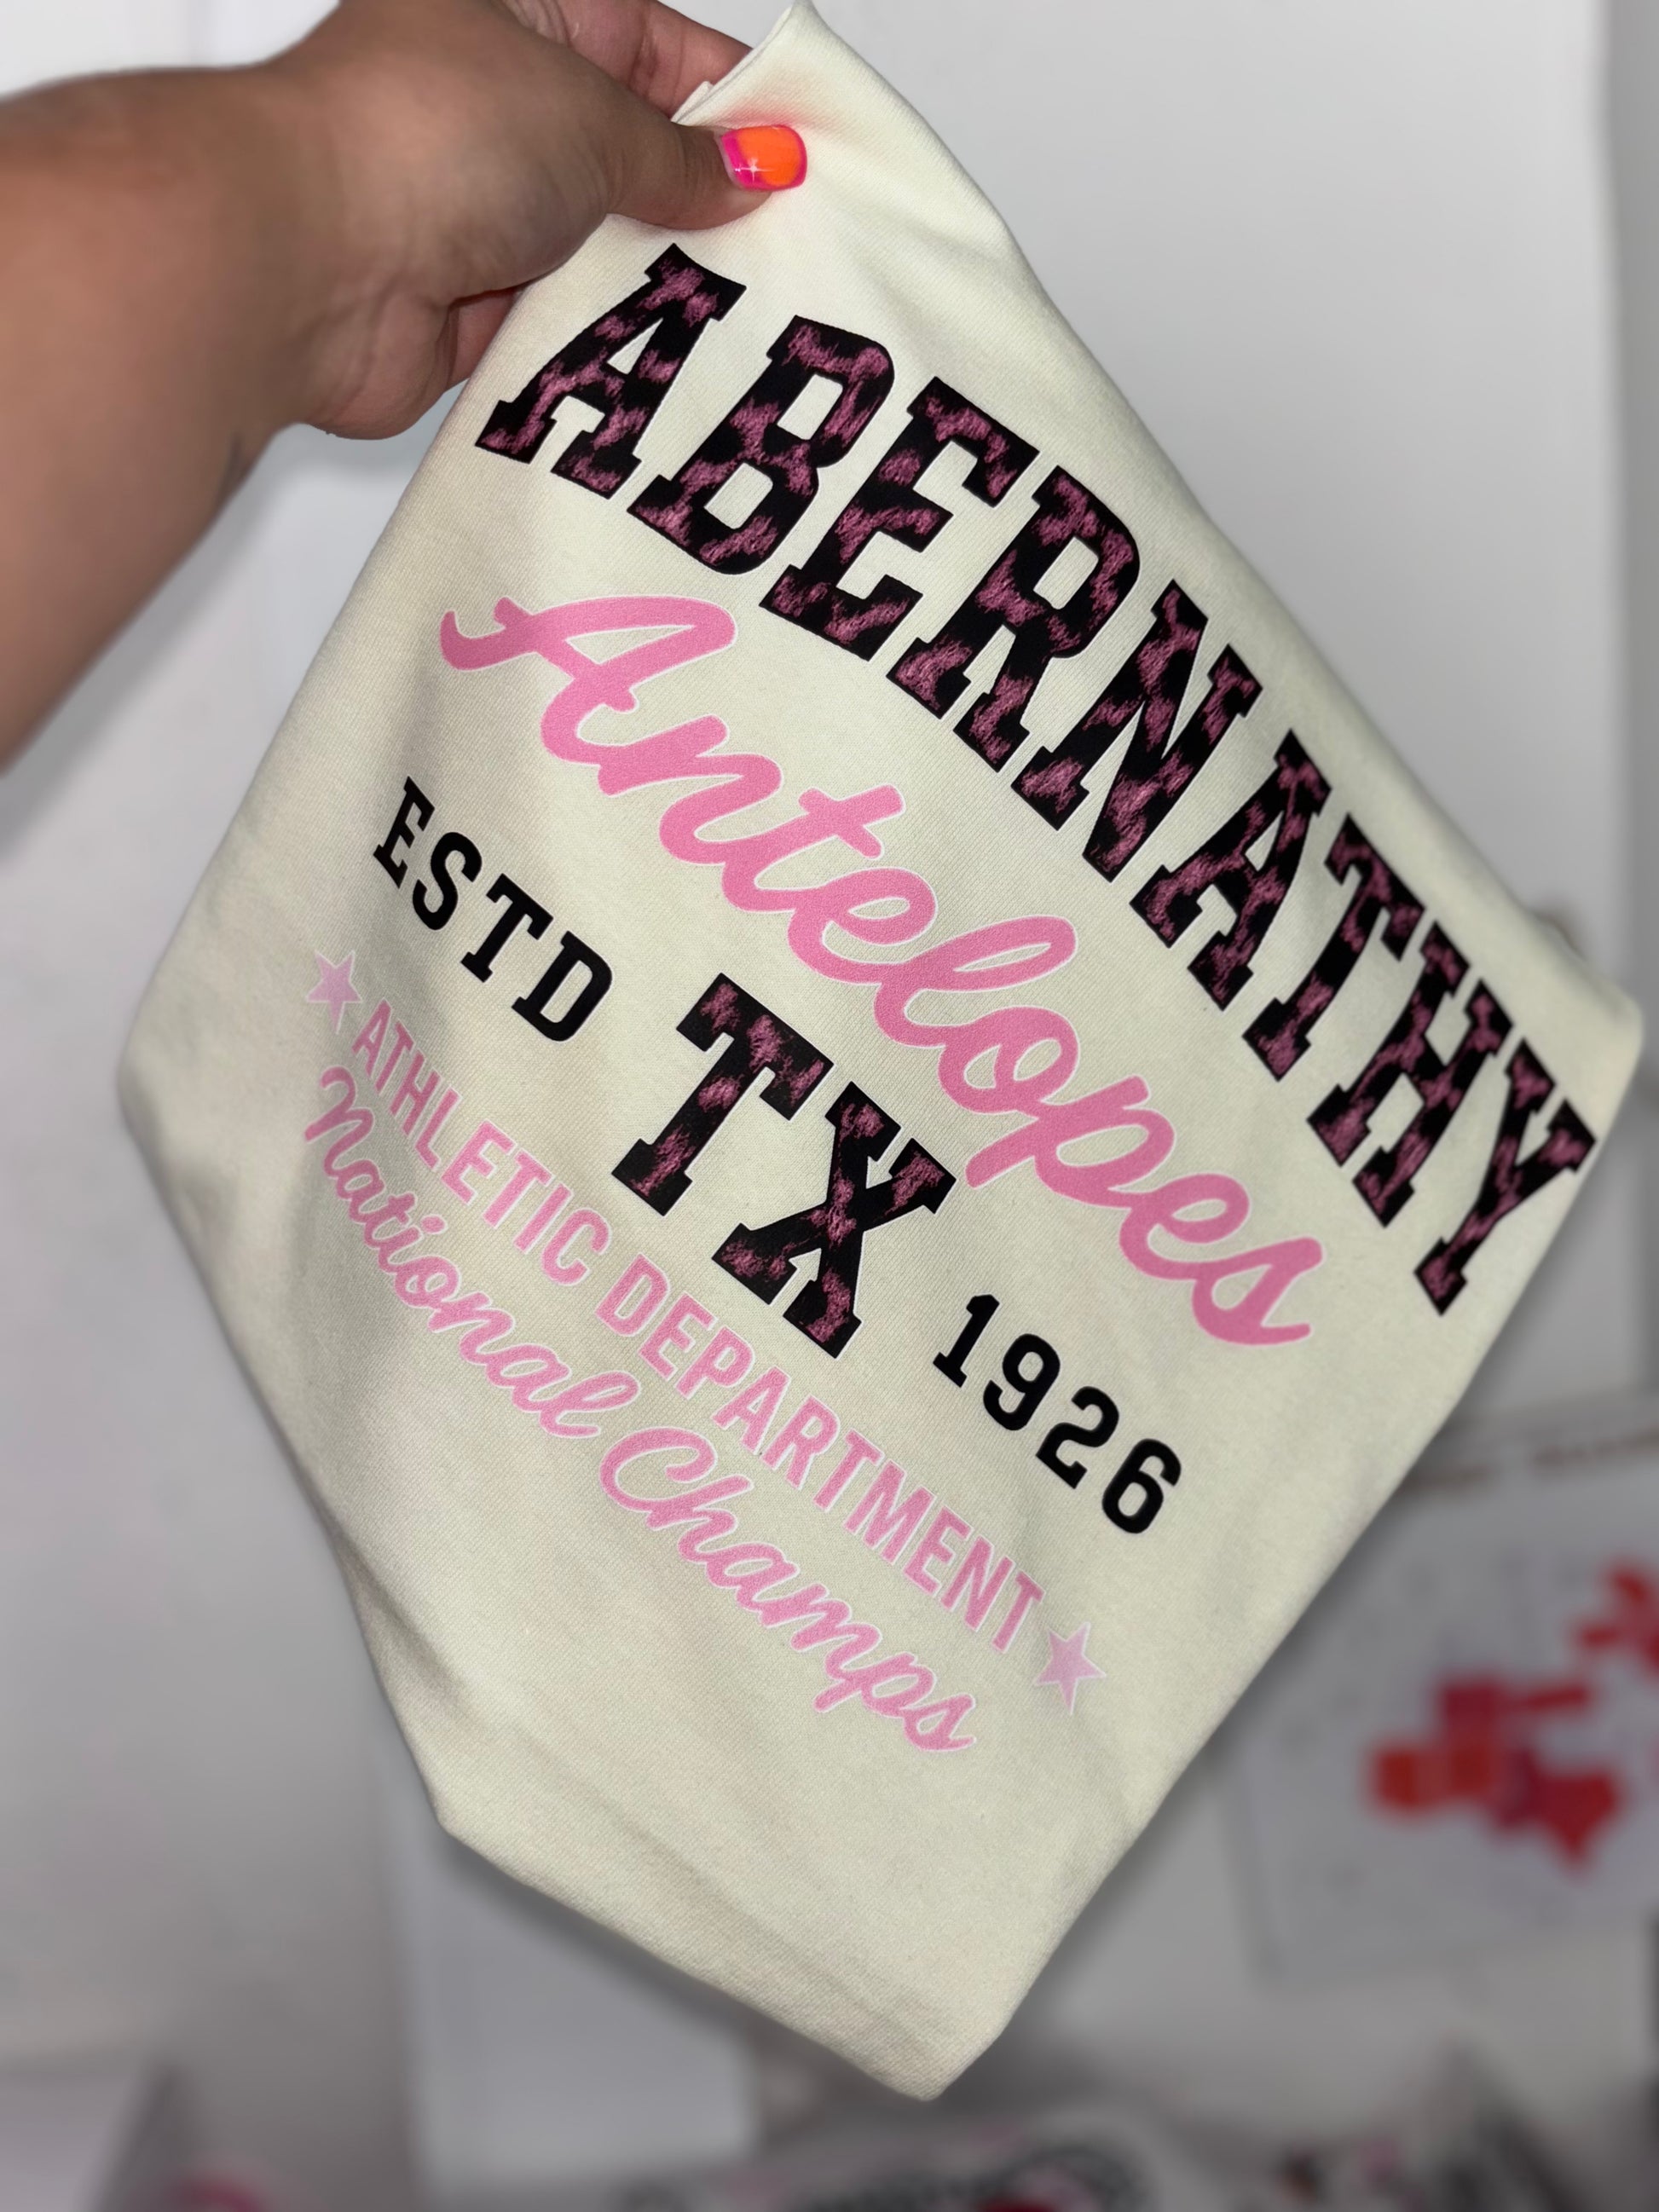 ABERNATHY
Antelopes
ESTD TX 1926
ATHLETIC DEPARTMENT
National Champs